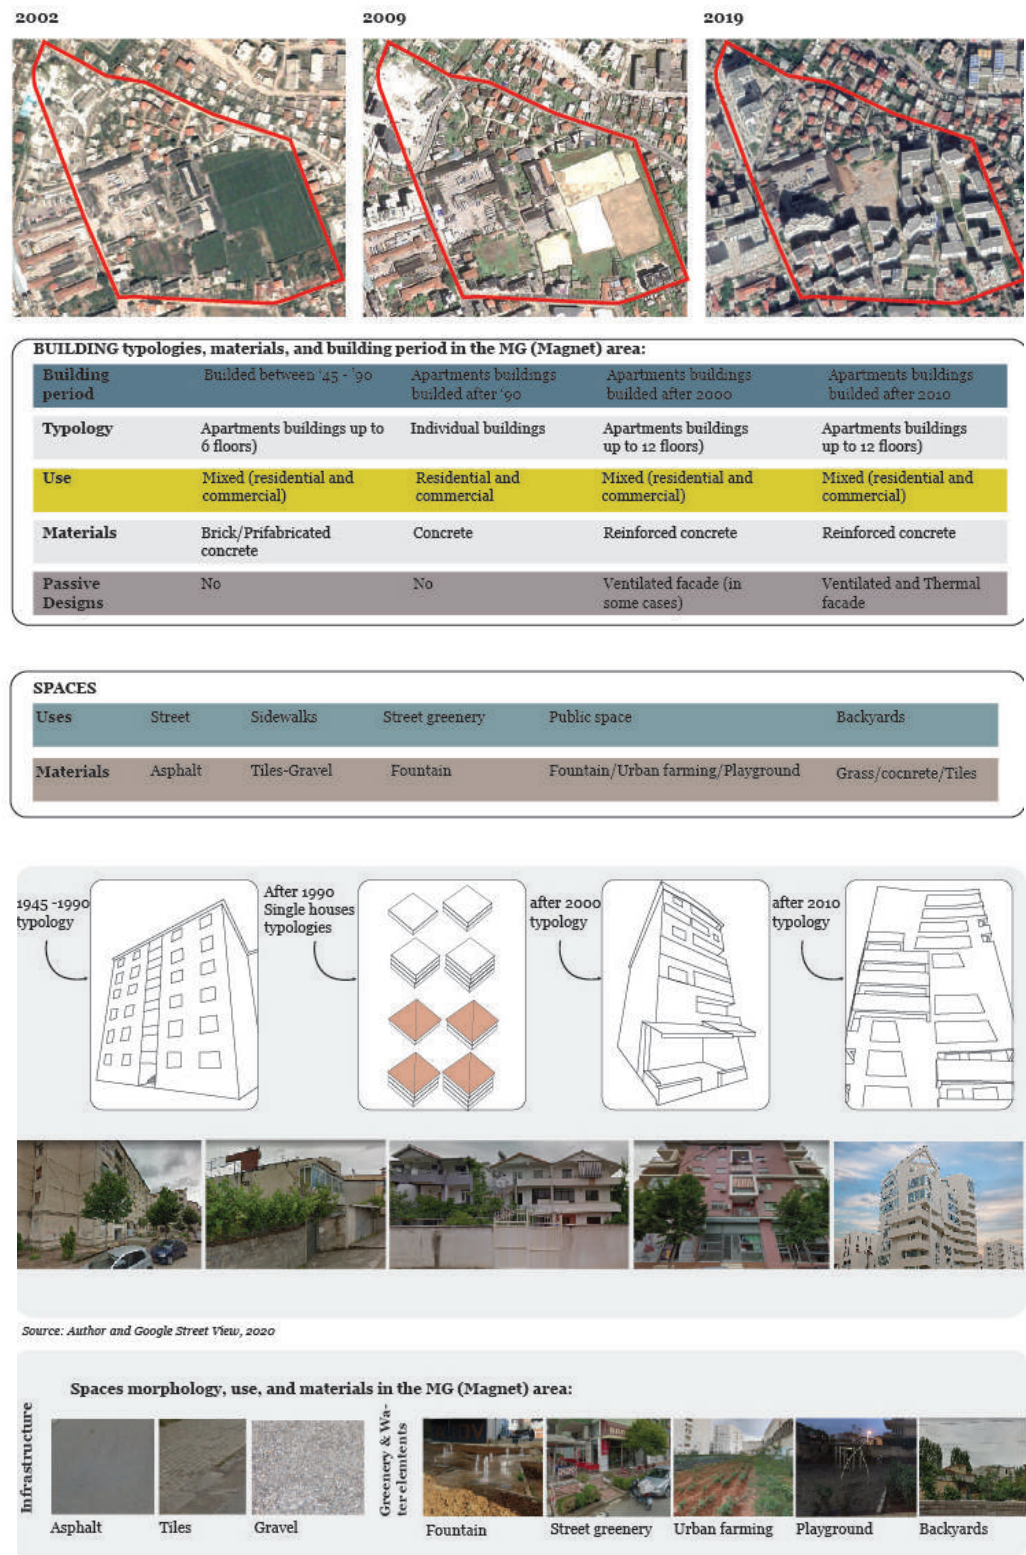 2002
2009
2019
BUILDING typologies, materials, and building period in the MG (Magnet) area:
Building period
Builded between '45 - '90
Apartments buildings builded after '90
Apartments buildings builded after 2000
Apartments buildings builded after 2010
Typology
Apartments buildings up to 6 floors)
Individual buildings
Apartments buildings up to 12 floors)
Apartments buildings up to 12 floors)
Use
Mixed (residential and commercial)
Residential and commercial
Mixed (residential and commercial)
Mixed (residential and commercial)
Materials
Brick/Prifabricated concrete
Concrete
Reinforced concrete
Reinforced concrete
Passive Designs
No
No
Ventilated facade (in some cases)
Ventilated and Thermal facade
SPACES
Uses
Street
Sidewalks
Street greenery
Public space
Backyards
Materials
Asphalt
Tiles-Gravel
Fountain
Fountain/Urban farming/Playground
Grass/cocnrete/Tiles
1945 -1990
typology
After 1990
Single houses
typologies
after 2000
typology
after 2010
typology
Source: Author and Google Street View, 2020
Spaces morphology, use, and materials in the MG (Magnet) area:
Infrastructure
Asphalt
Tiles
Gravel
Greenery & Wa-
ter elemtents
Fountain
Street greenery
Urban farming
Playground
Backyards